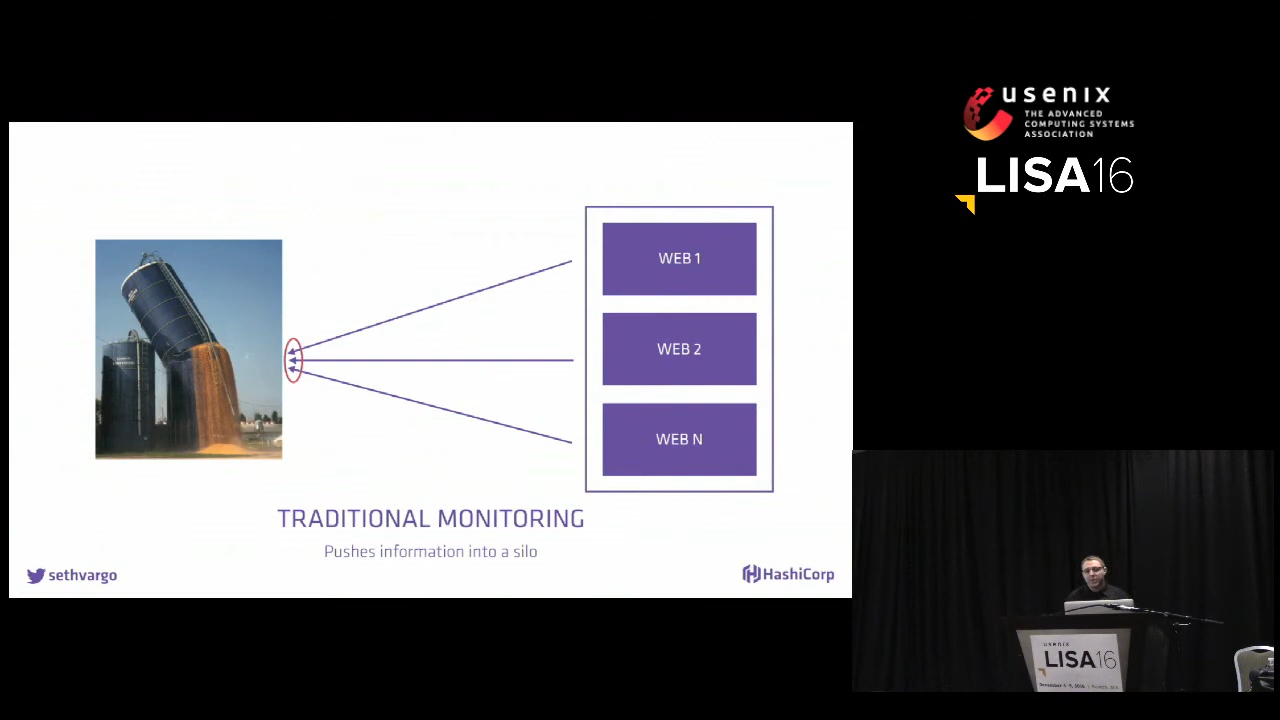 WEB 1
WEB 2
WEB N
TRADITIONAL MONITORING
Pushes information into a silo
sethvargo
HashiCorp
usenix
THE ADVANCED
COMPUTING SYSTEMS
ASSOCIATION
LISA16
usenix
LISA16